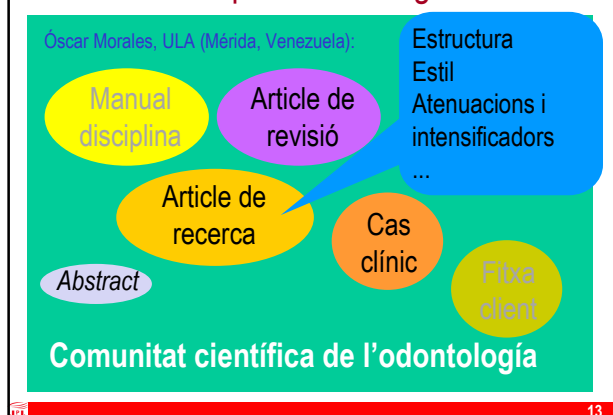 Óscar Morales, ULA (Mérida, Venezuela):
Estructura
Estil
Atenuacions i
intensificadors
...
Manual
disciplina
Article de
revisió
Article de
recerca
Cas
clínic
Abstract
Fitxa
client
Comunitat científica de l’odontología
13